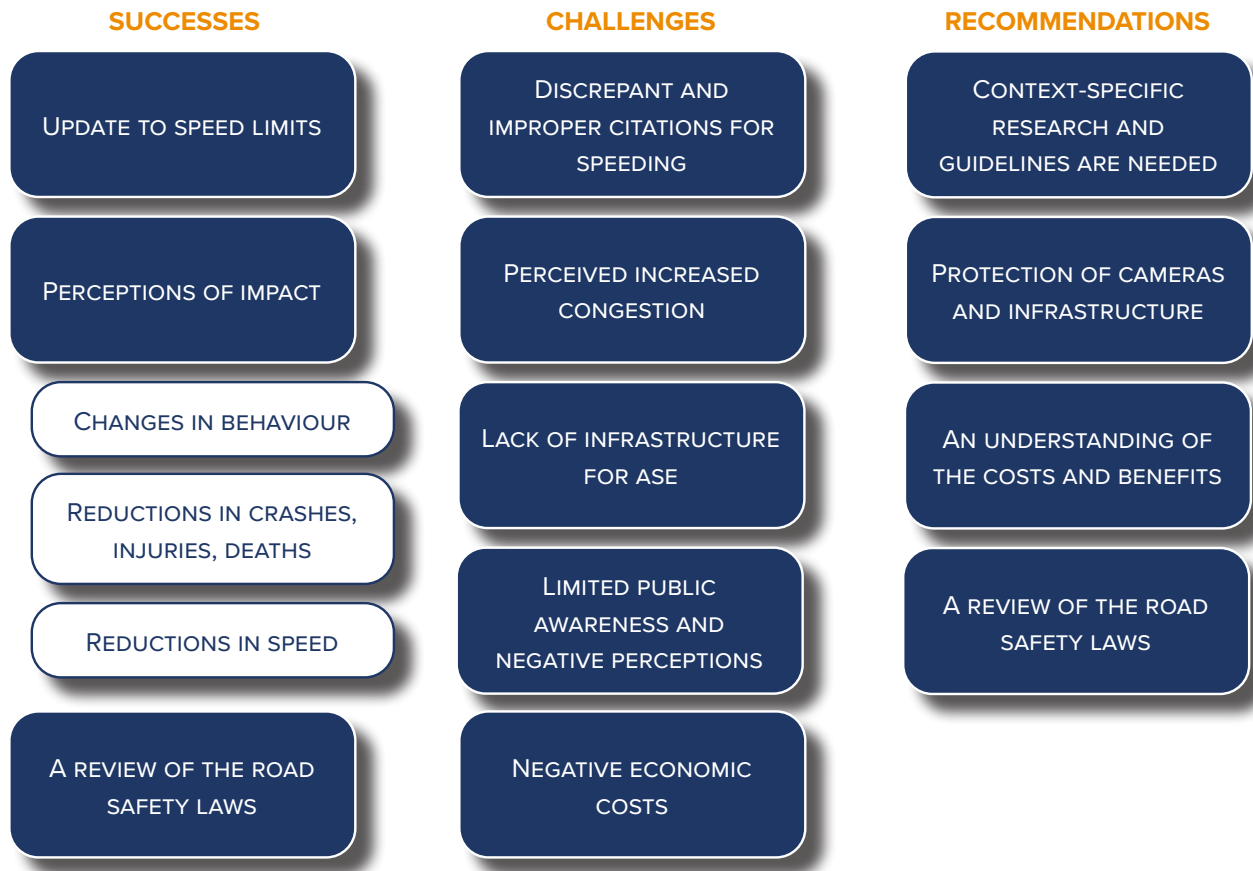 SUCCESSES
UPDATE TO SPEED LIMITS
PERCEPTIONS OF IMPACT
CHANGES IN BEHAVIOUR
REDUCTIONS IN CRASHES,
INJURIES, DEATHS
REDUCTIONS IN SPEED
A REVIEW OF THE ROAD
SAFETY LAWS
CHALLENGES
DISCREPANT AND
IMPROPER CITATIONS FOR
SPEEDING
PERCEIVED INCREASED
CONGESTION
LACK OF INFRASTRUCTURE
FOR ASE
LIMITED PUBLIC
AWARENESS AND
NEGATIVE PERCEPTIONS
NEGATIVE ECONOMIC
COSTS
RECOMMENDATIONS
CONTEXT-SPECIFIC
RESEARCH AND
GUIDELINES ARE NEEDED
PROTECTION OF CAMERAS
AND INFRASTRUCTURE
AN UNDERSTANDING OF
THE COSTS AND BENEFITS
A REVIEW OF THE ROAD
SAFETY LAWS